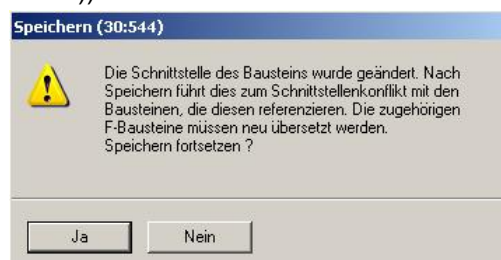 Speichern (30:544)
Die Schnittstelle des Bausteins wurde geändert. Nach
Speichern führt dies zum Schnittstellenkonflikt mit den
Bausteinen, die diesen referenzieren. Die zugehörigen
F-Bausteine müssen neu übersetzt werden.
Speichern fortsetzen ?
Ja
Nein